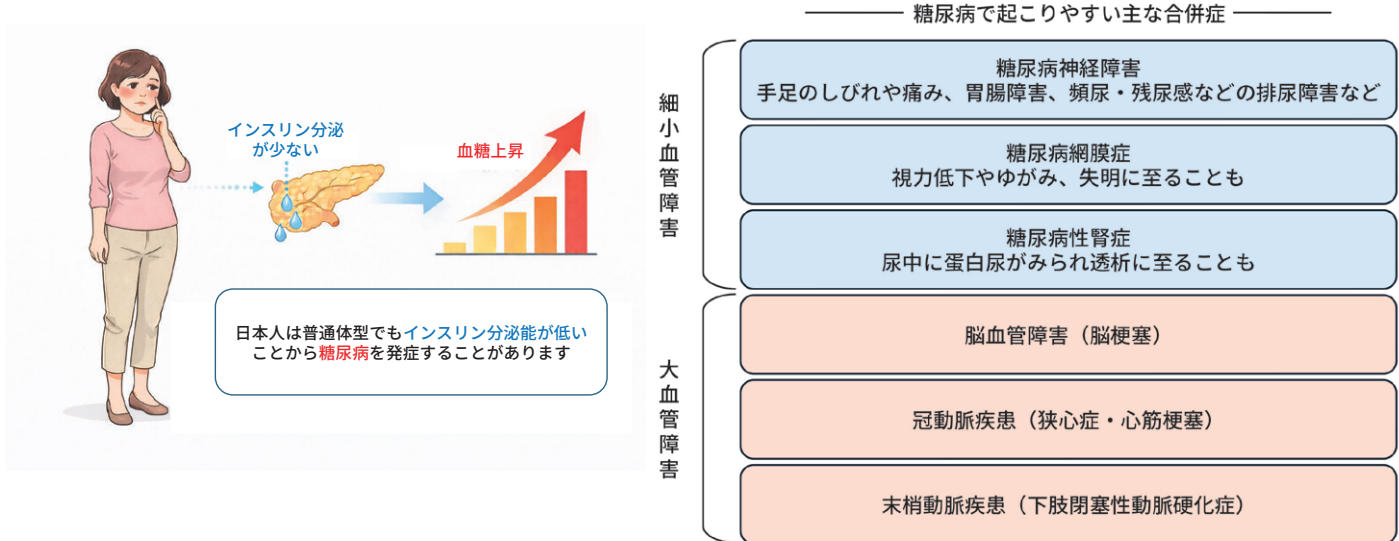 インスリン分泌
が少ない
血糖上昇
日本人は普通体型でもインスリン分泌能が低い
ことから糖尿病を発症することがあります
糖尿病で起こりやすい主な合併症
細小血管障害
糖尿病神経障害
手足のしびれや痛み、胃腸障害、頻尿・残尿感などの排尿障害など
糖尿病網膜症
視力低下やゆがみ、失明に至ることも
糖尿病性腎症
尿中に蛋白尿がみられ透析に至ることも
大血管障害
脳血管障害（脳梗塞）
冠動脈疾患（狭心症・心筋梗塞）
末梢動脈疾患（下肢閉塞性動脈硬化症）